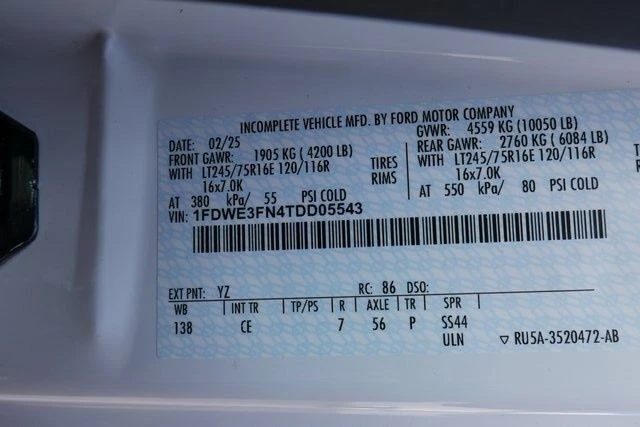 INCOMPLETE VEHICLE MFD. BY FORD MOTOR COMPANY
DATE: 02/25 GVWR: 4559 KG (10050 LB)
FRONT GAWR: 1905 KG ( 4200 LB) REAR GAWR: 2760 KG ( 6084 LB)
WITH LT245/75R16E 120/116R TIRES WITH LT245/75R16E 120/116R
16x7.0K RIMS 16x7.0K
AT 380 kPa/ 55 PSI COLD AT 550 kPa/ 80 PSI COLD
VIN: 1FDWE3FN4TDD05543
EXT PNT: YZ RC: 86 DSO:
WB INT TR TP/PS R AXLE TR SPR
138 CE 7 56 P SS44
ULN ▽ RU5A-3520472-AB